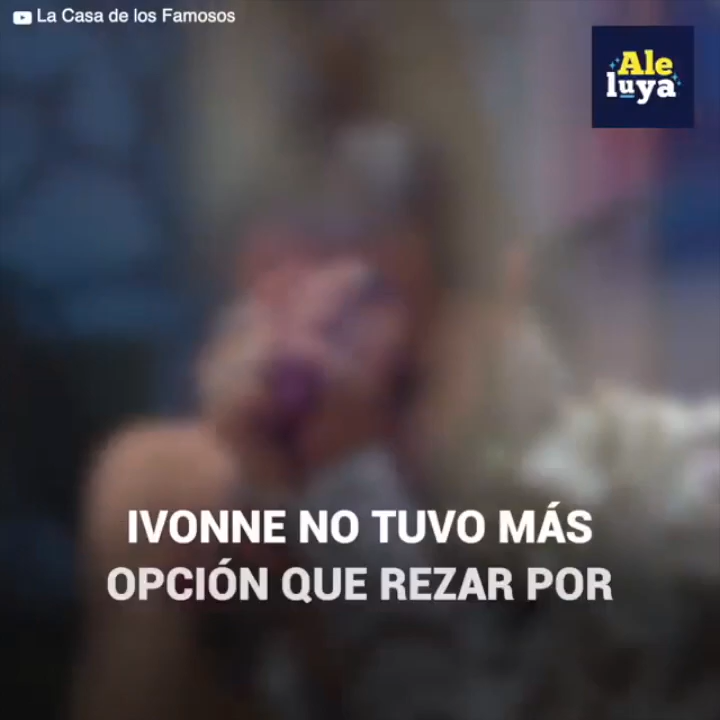 La Casa de los Famosos
Ale
luya
IVONNE NO TUVO MÁS
OPCIÓN QUE REZAR POR